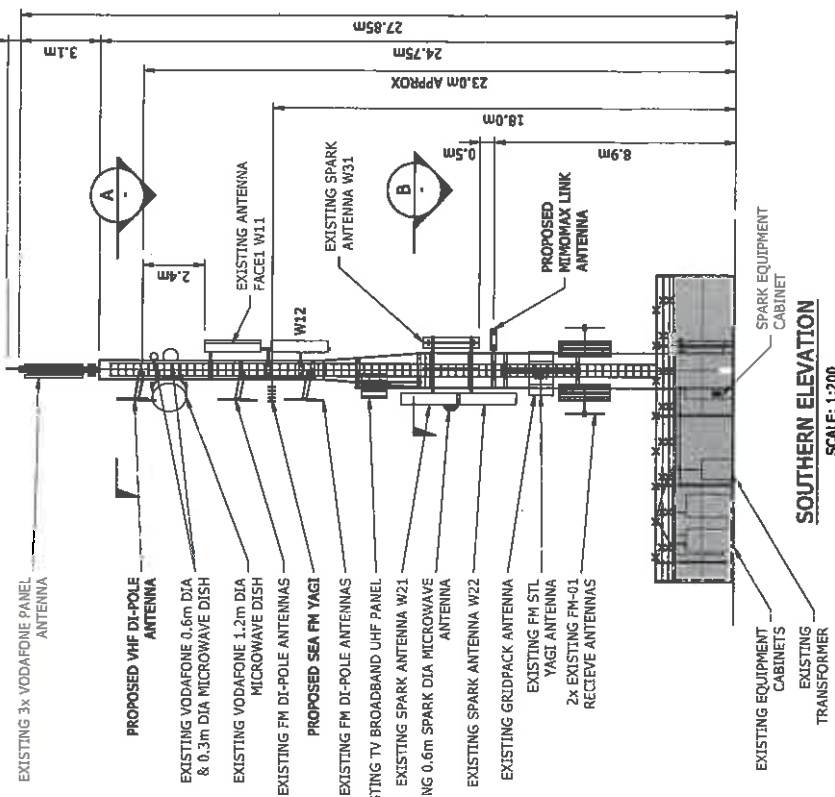 EXISTING 3x VODAFONE PANEL
ANTENNA
PROPOSED VHF DI-POLE
ANTENNA
EXISTING VODAFONE 0.6m DIA
& 0.3m DIA MICROWAVE DISH
EXISTING VODAFONE 1.2m DIA
MICROWAVE DISH
EXISTING FM DI-POLE ANTENNAS
PROPOSED SEA FM YAGI
EXISTING FM DI-POLE ANTENNAS
STING TV BROADBAND UHF PANEL
EXISTING SPARK ANTENNA W21
NG 0.6m SPARK DIA MICROWAVE
ANTENNA
EXISTING SPARK ANTENNA W22
EXISTING GRIDPACK ANTENNA
EXISTING FM STL
YAGI ANTENNA
2x EXISTING FM-01
RECIEVE ANTENNAS
EXISTING EQUIPMENT
CABINETS
EXISTING
TRANSFORMER
A
2.4m
EXISTING ANTENNA
FACE1 W11
W12
EXISTING SPARK
ANTENNA W31
B
PROPOSED
MIMOMAX LINK
ANTENNA
SPARK EQUIPMENT
CABINET
3.1m
27.85m
24.75m
23.0m APPROX
18.0m
0.5m
8.9m
SOUTHERN ELEVATION
SCALE: 1:200